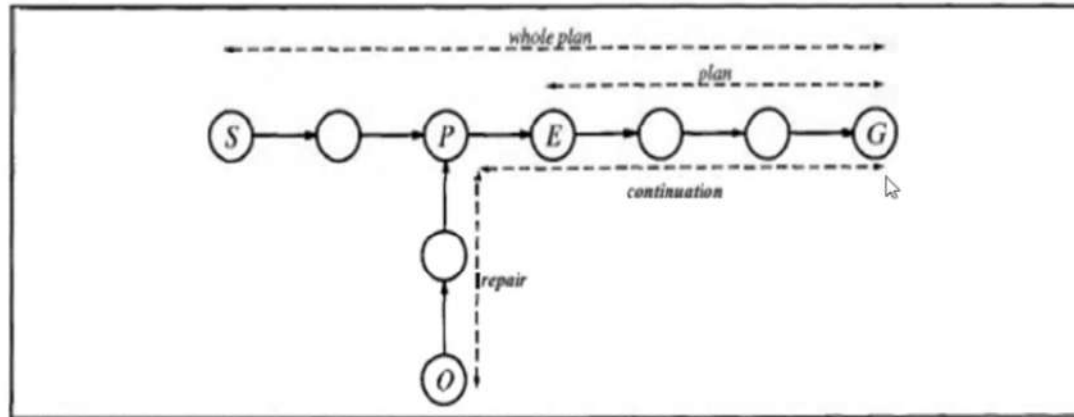 whole plan
plan
S P E G
continuation
repair
O